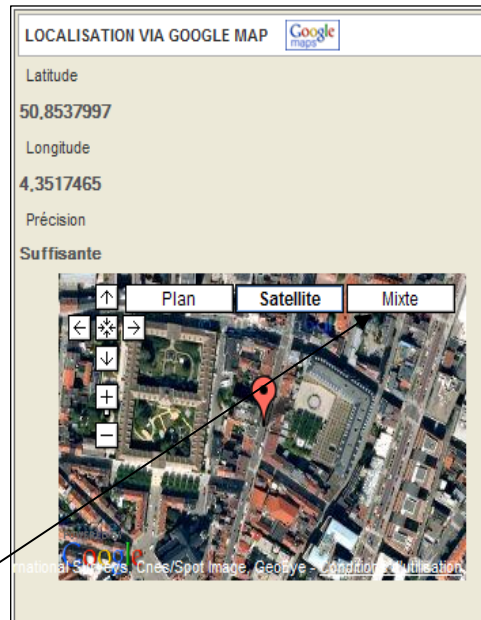 LOCALISATION VIA GOOGLE MAP Google maps
Latitude
50,8537997
Longitude
4,3517465
Précision
Suffisante
Plan Satellite Mixte
Google
Surveys, Cnes/Spot Image, GeoEye - Conditions d'utilisation